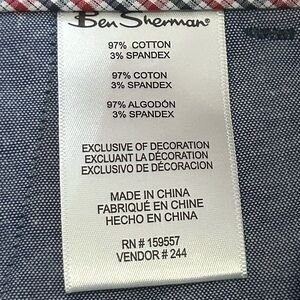 Ben Sherman®
97% COTTON
3% SPANDEX
97% COTON
3% SPANDEX
97% ALGODÓN
3% SPANDEX
EXCLUSIVE OF DECORATION
EXCLUANT LA DÉCORATION
EXCLUSIVO DE DECORACION
MADE IN CHINA
FABRIQUÉ EN CHINE
HECHO EN CHINA
RN # 159557
VENDOR # 244